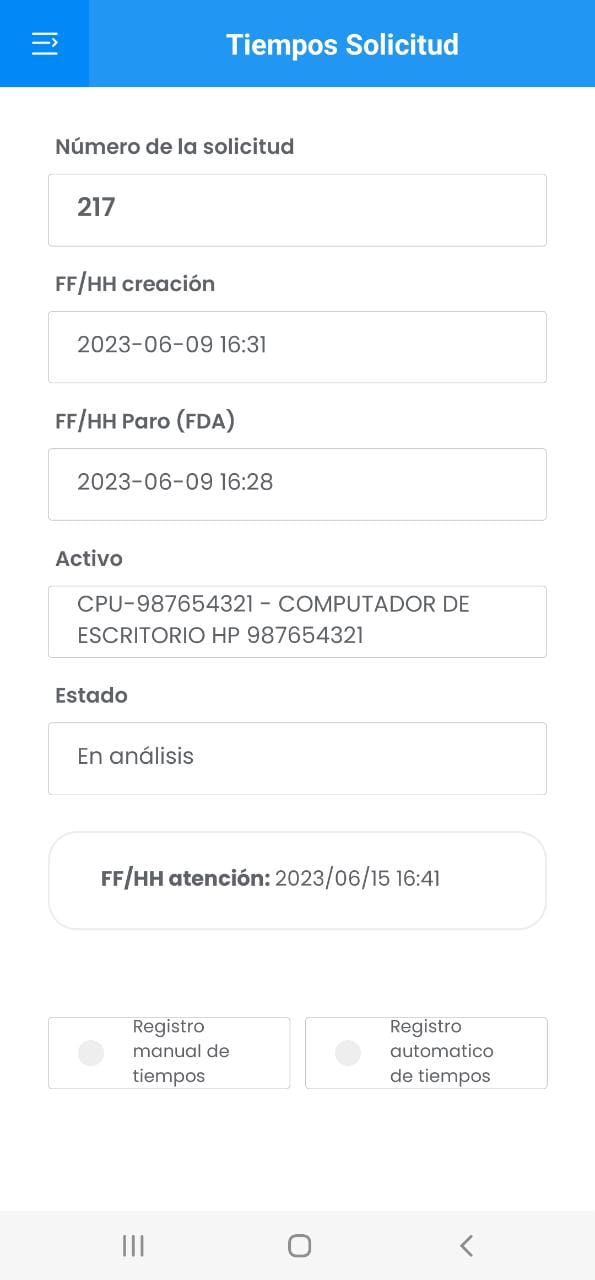 Tiempos Solicitud
Número de la solicitud
217
FF/HH creación
2023-06-09 16:31
FF/HH Paro (FDA)
2023-06-09 16:28
Activo
CPU-987654321 - COMPUTADOR DE
ESCRITORIO HP 987654321
Estado
En análisis
FF/HH atención: 2023/06/15 16:41
Registro
manual de
tiempos
Registro
automatico
de tiempos